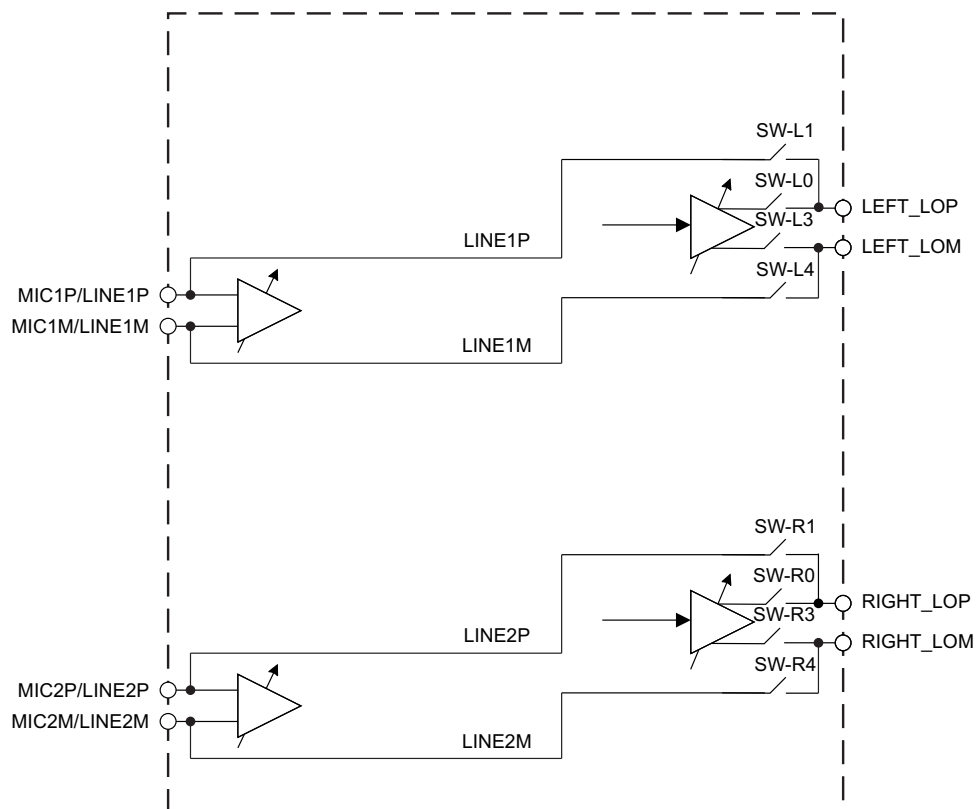 SW-L1
SW-L0
LEFT_LOP
SW-L3
LINE1P
LEFT_LOM
SW-L4
MIC1P/LINE1P
MIC1M/LINE1M
LINE1M
SW-R1
SW-R0
RIGHT_LOP
SW-R3
LINE2P
RIGHT_LOM
SW-R4
MIC2P/LINE2P
MIC2M/LINE2M
LINE2M